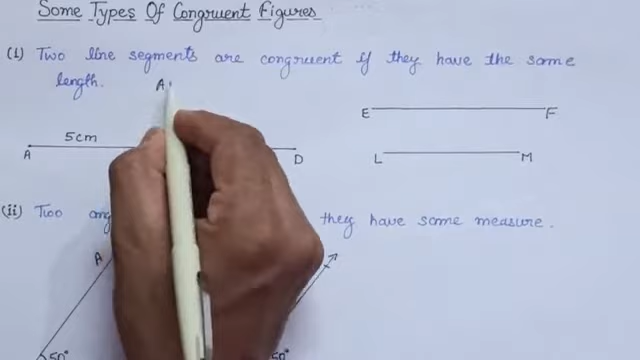 Some Types Of Congruent Figures
(i) Two line segments are congruent if they have the same
length. A
E F
5cm
A D
L M
(ii) Two they have same measure.
A
50° 50°